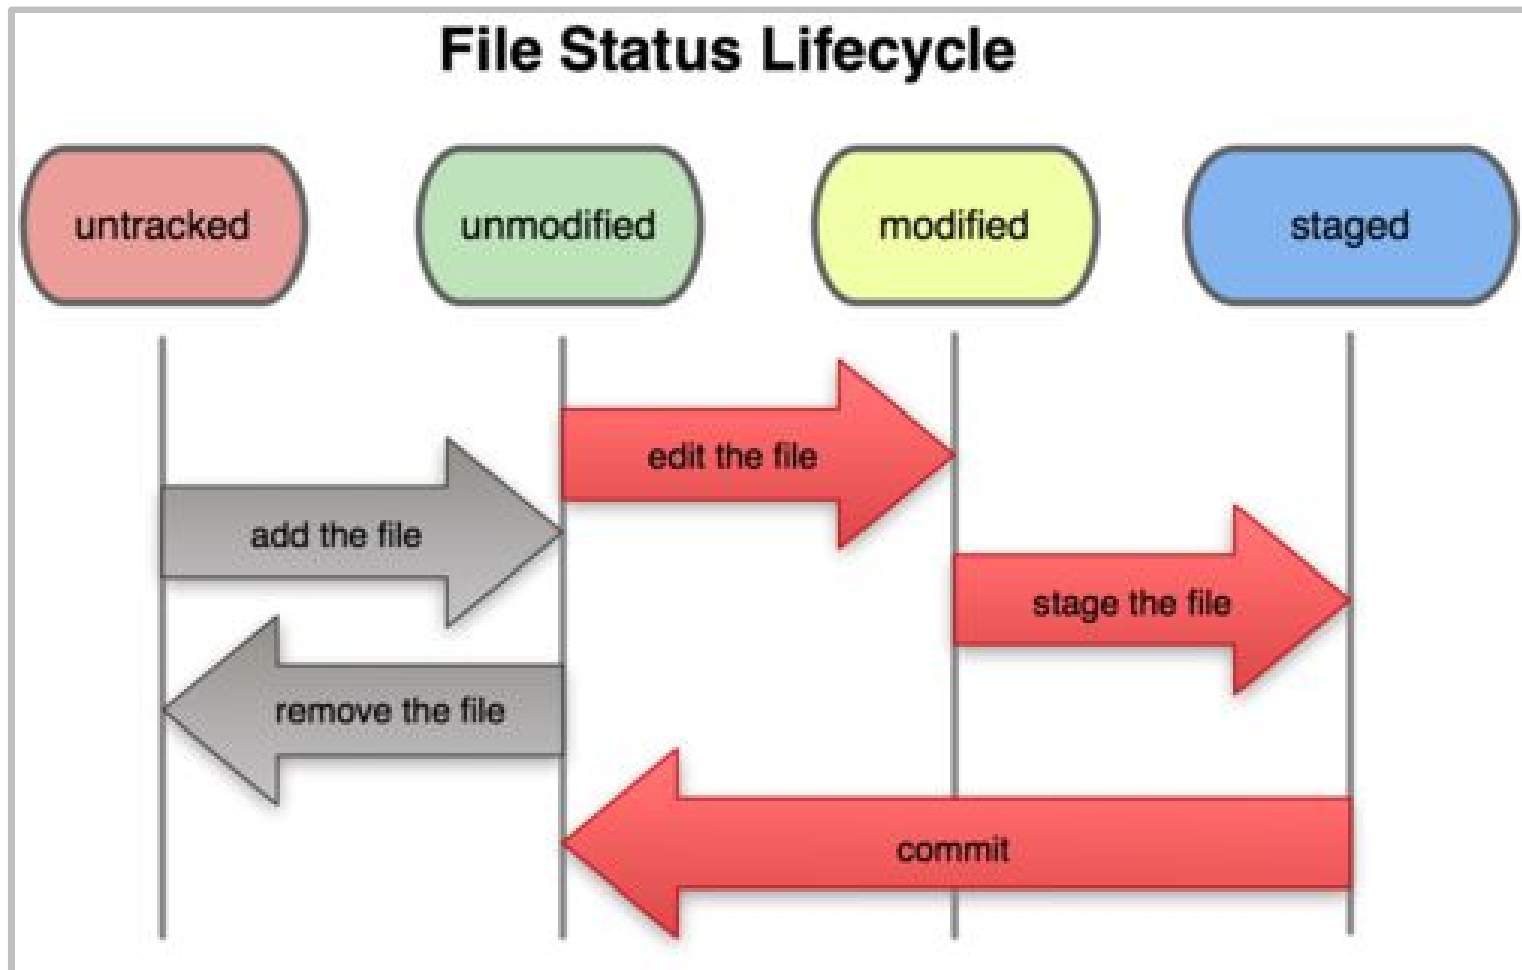 File Status Lifecycle
untracked
unmodified
modified
staged
edit the file
add the file
stage the file
remove the file
commit